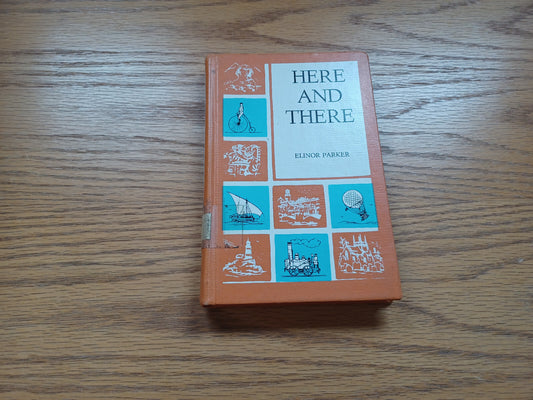 HERE
AND
THERE
ELINOR PARKER